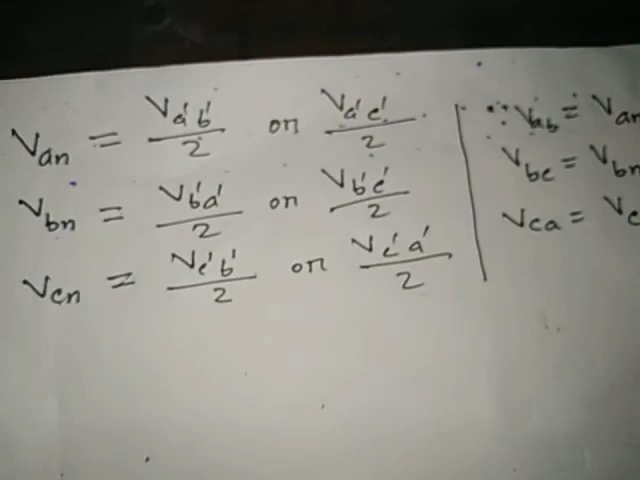 Van = Va'b'/2 or Va'c'/2
Vbn = Vb'a'/2 or Vb'c'/2
Vcn = Vc'b'/2 or Vc'a'/2
∵ Vab = Van
Vbc = Vbn
Vca = Vc